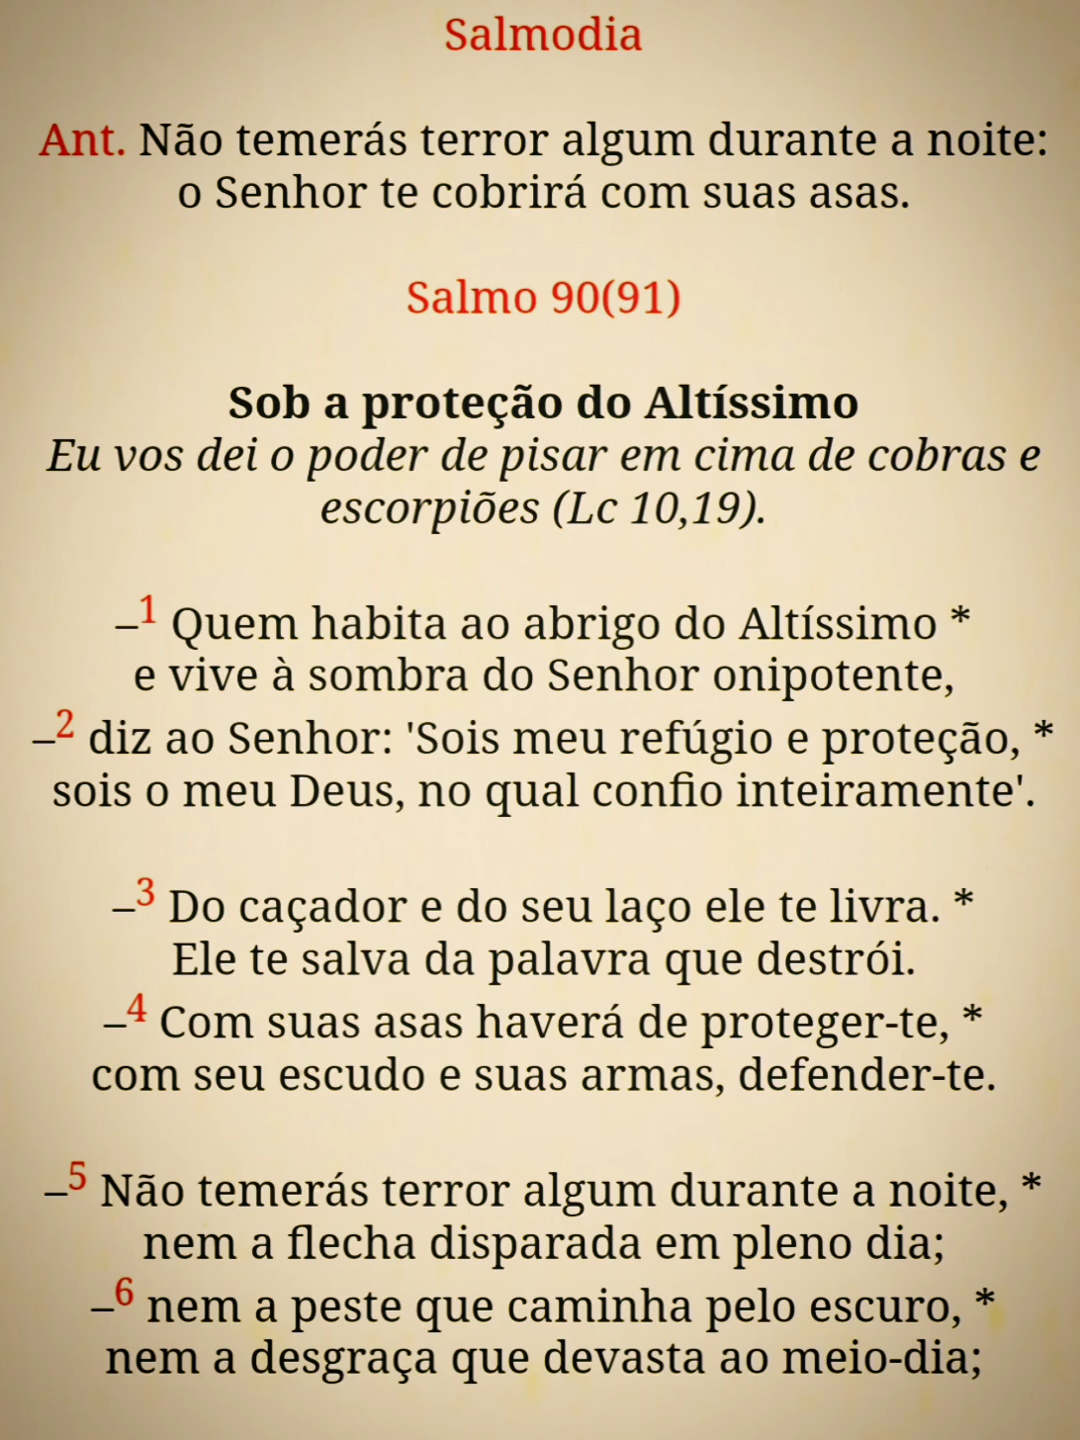 Salmodia
Ant. Não temerás terror algum durante a noite:
o Senhor te cobrirá com suas asas.
Salmo 90(91)
Sob a proteção do Altíssimo
Eu vos dei o poder de pisar em cima de cobras e
escorpiões (Lc 10,19).
–1 Quem habita ao abrigo do Altíssimo *
e vive à sombra do Senhor onipotente,
–2 diz ao Senhor: 'Sois meu refúgio e proteção, *
sois o meu Deus, no qual confio inteiramente'.
–3 Do caçador e do seu laço ele te livra. *
Ele te salva da palavra que destrói.
–4 Com suas asas haverá de proteger-te, *
com seu escudo e suas armas, defender-te.
–5 Não temerás terror algum durante a noite, *
nem a flecha disparada em pleno dia;
–6 nem a peste que caminha pelo escuro, *
nem a desgraça que devasta ao meio-dia;